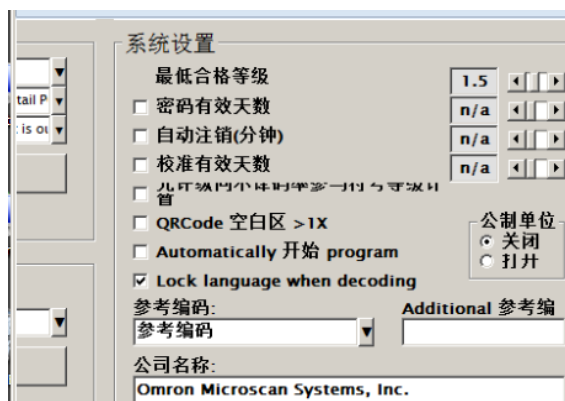 系统设置
最低合格等级 1.5
tail P
密码有效天数 n/a
is ou
自动注销(分钟) n/a
校准有效天数 n/a
QRCode 空白区 >1X
公制单位
关闭
Automatically 开始 program
打开
Lock language when decoding
参考编码:
Additional 参考编
参考编码
公司名称:
Omron Microscan Systems, Inc.